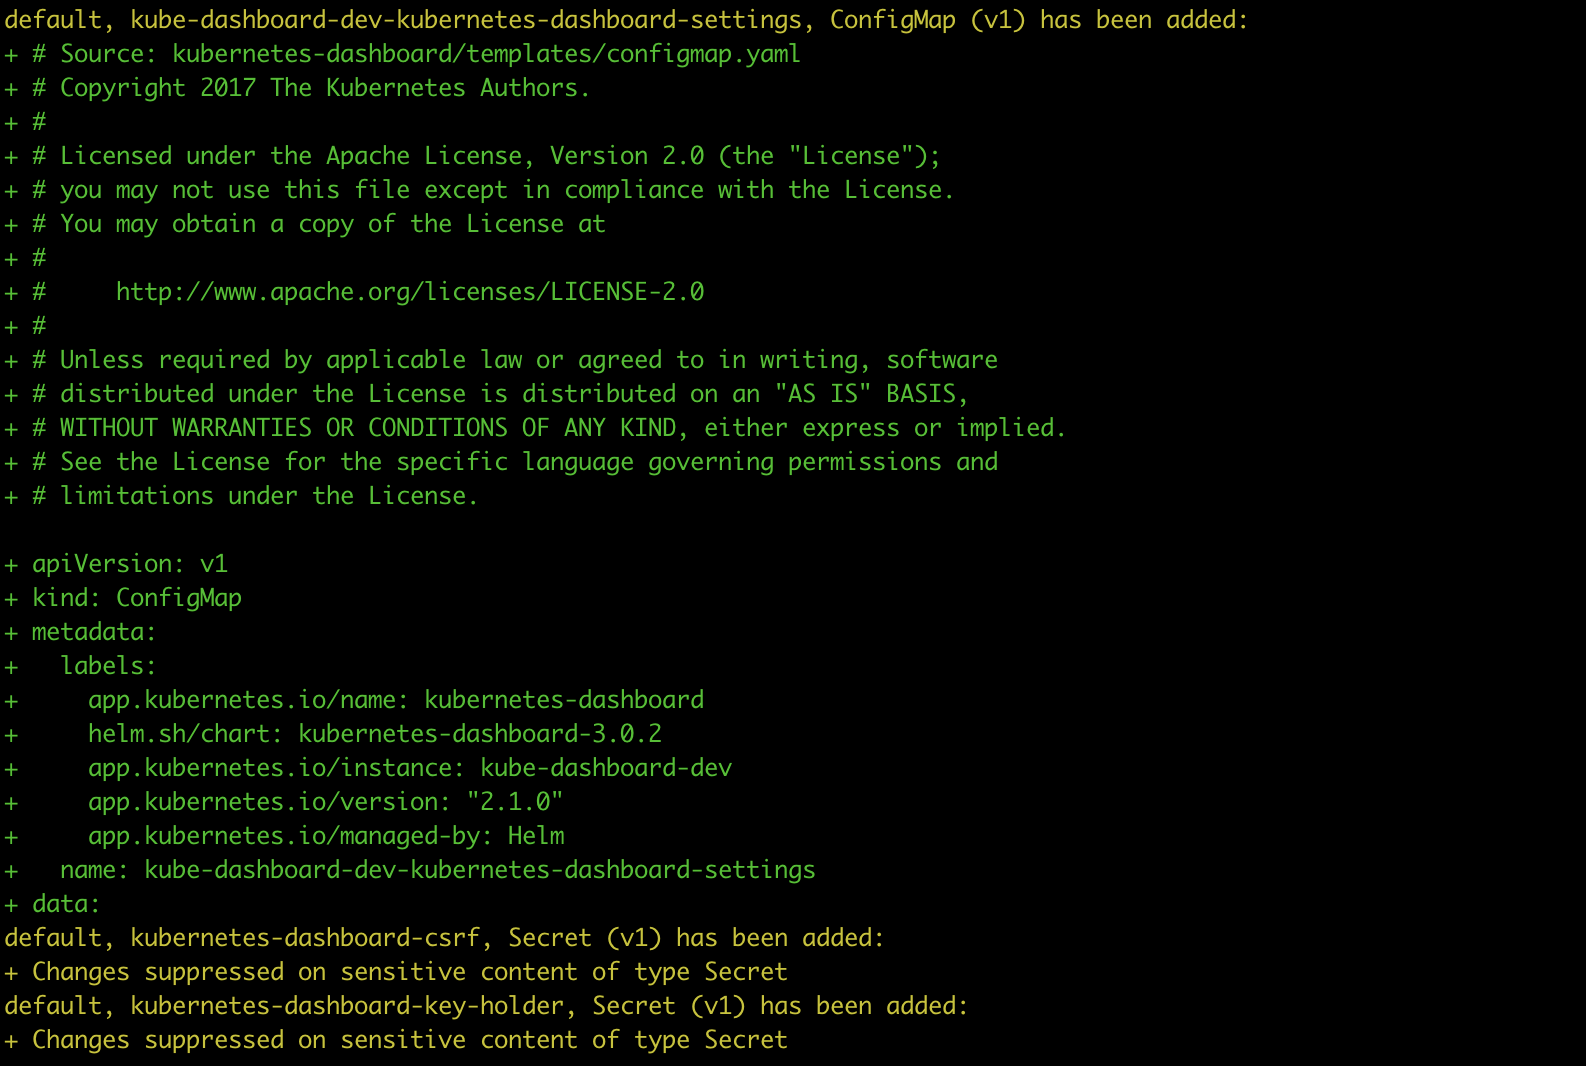 default, kube-dashboard-dev-kubernetes-dashboard-settings, ConfigMap (v1) has been added:
+ # Source: kubernetes-dashboard/templates/configmap.yaml
+ # Copyright 2017 The Kubernetes Authors.
+ #
+ # Licensed under the Apache License, Version 2.0 (the "License");
+ # you may not use this file except in compliance with the License.
+ # You may obtain a copy of the License at
+ #
+ #     http://www.apache.org/licenses/LICENSE-2.0
+ #
+ # Unless required by applicable law or agreed to in writing, software
+ # distributed under the License is distributed on an "AS IS" BASIS,
+ # WITHOUT WARRANTIES OR CONDITIONS OF ANY KIND, either express or implied.
+ # See the License for the specific language governing permissions and
+ # limitations under the License.

+ apiVersion: v1
+ kind: ConfigMap
+ metadata:
+   labels:
+     app.kubernetes.io/name: kubernetes-dashboard
+     helm.sh/chart: kubernetes-dashboard-3.0.2
+     app.kubernetes.io/instance: kube-dashboard-dev
+     app.kubernetes.io/version: "2.1.0"
+     app.kubernetes.io/managed-by: Helm
+   name: kube-dashboard-dev-kubernetes-dashboard-settings
+ data:
default, kubernetes-dashboard-csrf, Secret (v1) has been added:
+ Changes suppressed on sensitive content of type Secret
default, kubernetes-dashboard-key-holder, Secret (v1) has been added:
+ Changes suppressed on sensitive content of type Secret